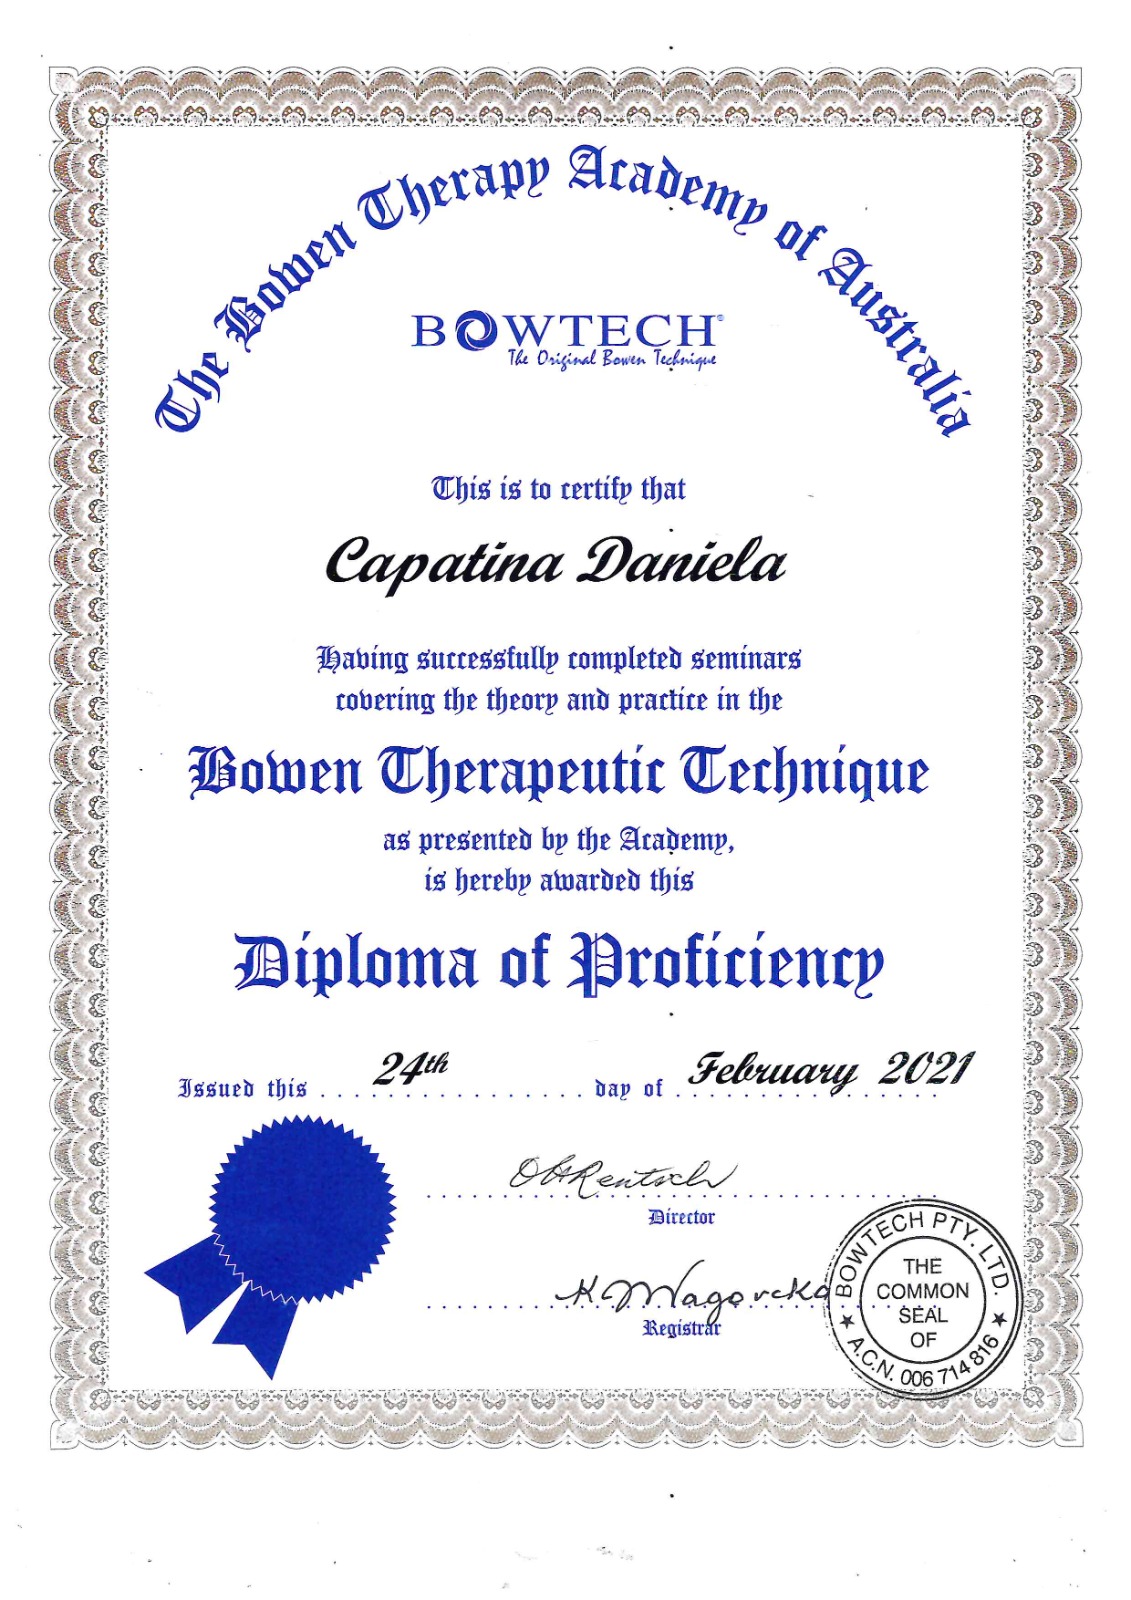 The Bowen Therapy Academy of Australia
BOWTECH®
The Original Bowen Technique
This is to certify that
Capatina Daniela
Having successfully completed seminars
covering the theory and practice in the
Bowen Therapeutic Technique
as presented by the Academy,
is hereby awarded this
Diploma of Proficiency
Issued this 24th day of February 2021
Director
Registrar
BOWTECH PTY. LTD.
THE
COMMON
SEAL
OF
A.C.N. 006 714 816